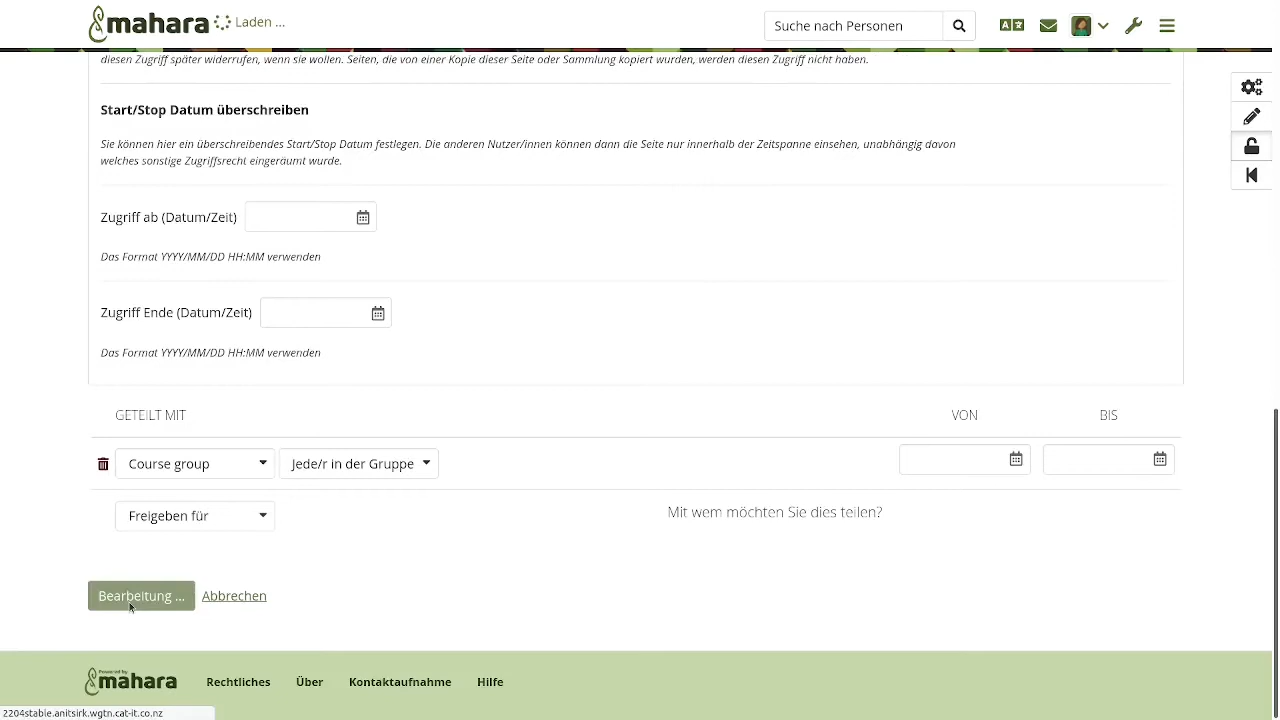 mahara
Laden ...
Suche nach Personen
diesen Zugriff später widerrufen, wenn sie wollen. Seiten, die von einer Kopie dieser Seite oder Sammlung kopiert wurden, werden diesen Zugriff nicht haben.
Start/Stop Datum überschreiben
Sie können hier ein überschreibendes Start/Stop Datum festlegen. Die anderen Nutzer/innen können dann die Seite nur innerhalb der Zeitspanne einsehen, unabhängig davon
welches sonstige Zugriffsrecht eingeräumt wurde.
Zugriff ab (Datum/Zeit)
Das Format YYYY/MM/DD HH:MM verwenden
Zugriff Ende (Datum/Zeit)
Das Format YYYY/MM/DD HH:MM verwenden
GETEILT MIT VON BIS
Course group Jede/r in der Gruppe
Freigeben für Mit wem möchten Sie dies teilen?
Bearbeitung ... Abbrechen
Powered by
mahara Rechtliches Über Kontaktaufnahme Hilfe
2204stable.anitsirk.wgtn.cat-it.co.nz